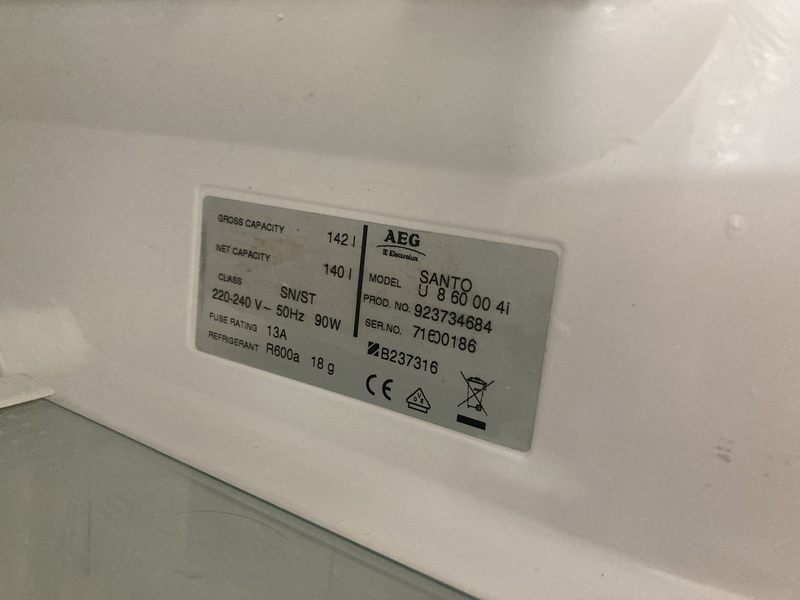 GROSS CAPACITY 142 l
NET CAPACITY 140 l
CLASS SN/ST
220-240 V~ 50Hz 90W
FUSE RATING 13A
REFRIGERANT R600a 18 g
AEG
Electrolux
MODEL SANTO
U 8 60 00 4i
PROD. NO. 923734684
SER.NO.
B237316
CE